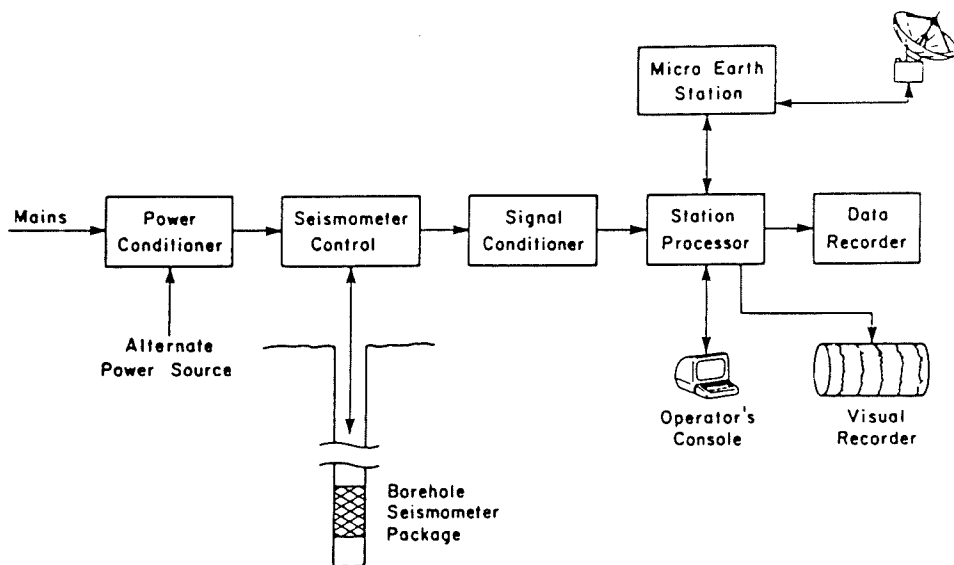 Micro Earth
Station
Mains
Power
Conditioner
Seismometer
Control
Signal
Conditioner
Station
Processor
Data
Recorder
Alternate
Power Source
Operator's
Console
Visual
Recorder
Borehole
Seismometer
Package